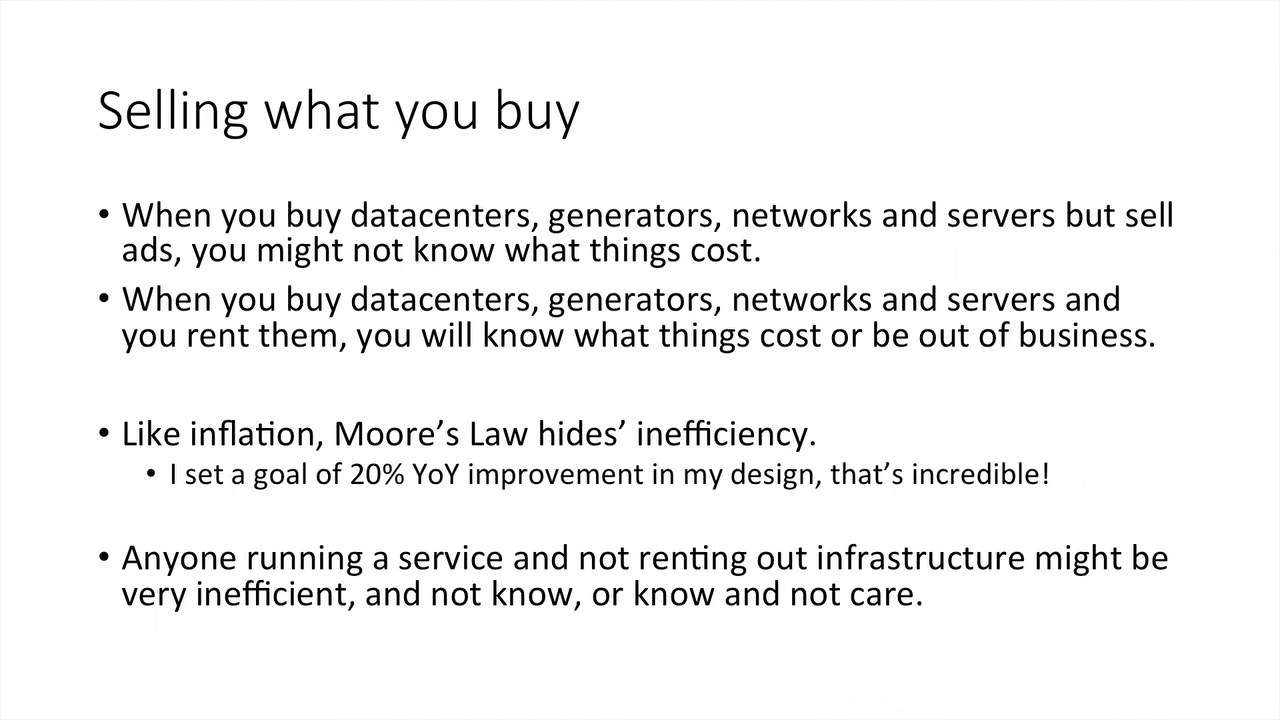 Selling what you buy
• When you buy datacenters, generators, networks and servers but sell
ads, you might not know what things cost.
• When you buy datacenters, generators, networks and servers and
you rent them, you will know what things cost or be out of business.
• Like inflation, Moore’s Law hides’ inefficiency.
• I set a goal of 20% YoY improvement in my design, that’s incredible!
• Anyone running a service and not renting out infrastructure might be
very inefficient, and not know, or know and not care.